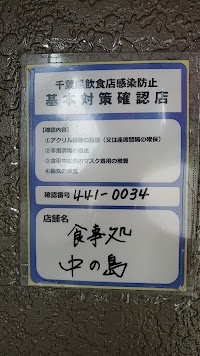 千葉県飲食店感染防止
基本対策確認店
【確認内容】
①アクリル板等の設置（又は座席間隔の確保）
②手指消毒の徹底
③食事中以外のマスク着用の推奨
④換気の徹底
確認番号 441-0034
店舗名
食事処
中の島